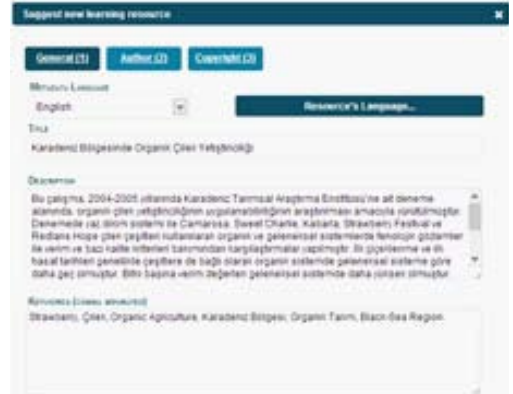 Suggest new learning resource
General (1) Author (2) Copyright (3)
Metadata Language
English Resource's Language...
Title
Karadeniz Bölgesinde Organik Çilek Yetiştiriciliği
Description
Bu çalışma, 2004-2005 yıllarında Karadeniz Tarımsal Araştırma Enstitüsü'ne ait deneme
alanında, organik çilek yetiştiriciliğinin uygulanabilirliğinin araştırılması amacıyla yürütülmüştür.
Denemede yaz dikim sistemi ile Camarosa, Sweet Charlie, Kabarla, Strawberry Festival ve
Redlans Hope çilek çeşitleri kullanılarak organik ve geleneksel sistemlerde fenolojik gözlemler
ile verim ve bazı kalite kriterleri bakımından karşılaştırmalar yapılmıştır. İlk çiçeklenme ve ilk
hasat tarihleri genellikle çeşitlere de bağlı olarak organik sistemde geleneksel sisteme göre
daha geç olmuştur. Bitki başına verim değerleri geleneksel sistemde daha yüksek olmuştur.
Keywords (comma separated)
Strawberry, Çilek, Organic Agriculture, Karadeniz Bölgesi, Organik Tarım, Black Sea Region